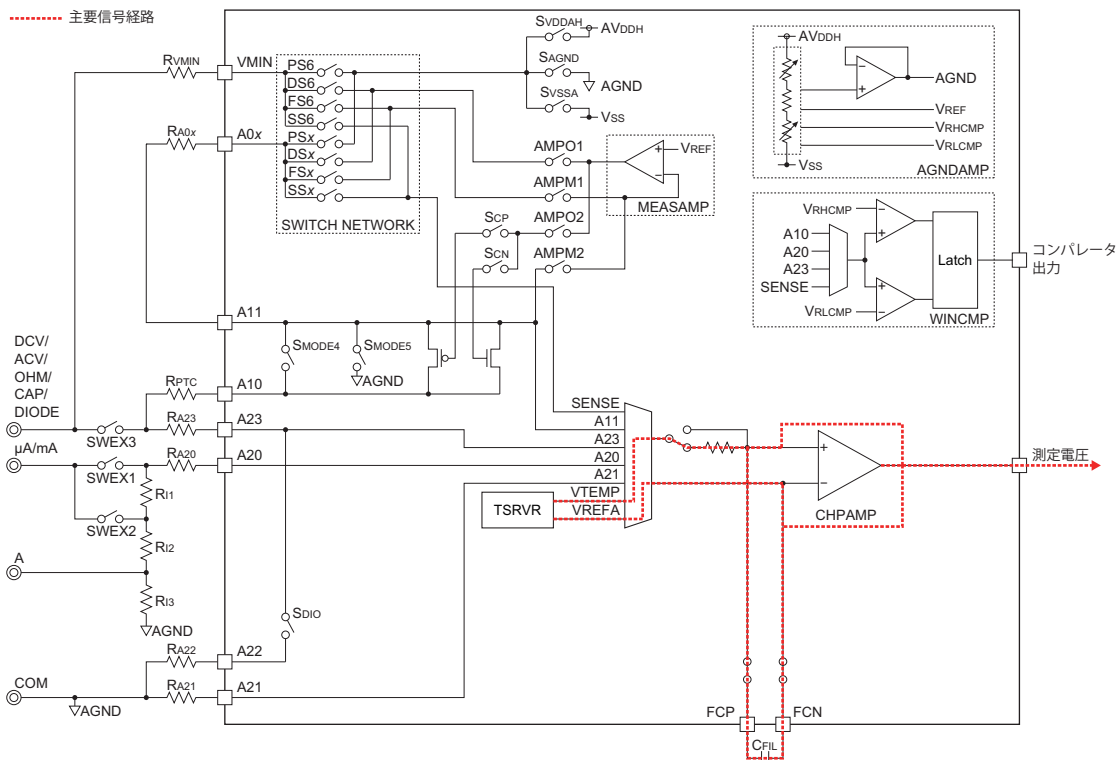 主要信号経路
SVDDAH
AVDDH
SAGND
AGND
SVSSA
VSS
RVMIN
VMIN
PS6
DS6
FS6
SS6
RA0x
A0x
PSx
DSx
FSx
SSx
SWITCH NETWORK
AMPO1
VREF
AMPM1
MEASAMP
SCP
AMPO2
SCN
AMPM2
AVDDH
AGND
VREF
VRHCMP
VRLCMP
VSS
AGNDAMP
VRHCMP
A10
A20
A23
SENSE
Latch
VRLCMP
WINCMP
コンパレータ
出力
A11
SMODE4
SMODE5
AGND
DCV/
ACV/
OHM/
CAP/
DIODE
RPTC
A10
SWEX3
RA23
A23
µA/mA
SWEX1
RA20
A20
RI1
SWEX2
RI2
A
RI3
AGND
SENSE
A11
A23
A20
A21
VTEMP
VREFA
TSRVR
CHPAMP
測定電圧
SDIO
RA22
A22
COM
AGND
RA21
A21
FCP
FCN
CFIL